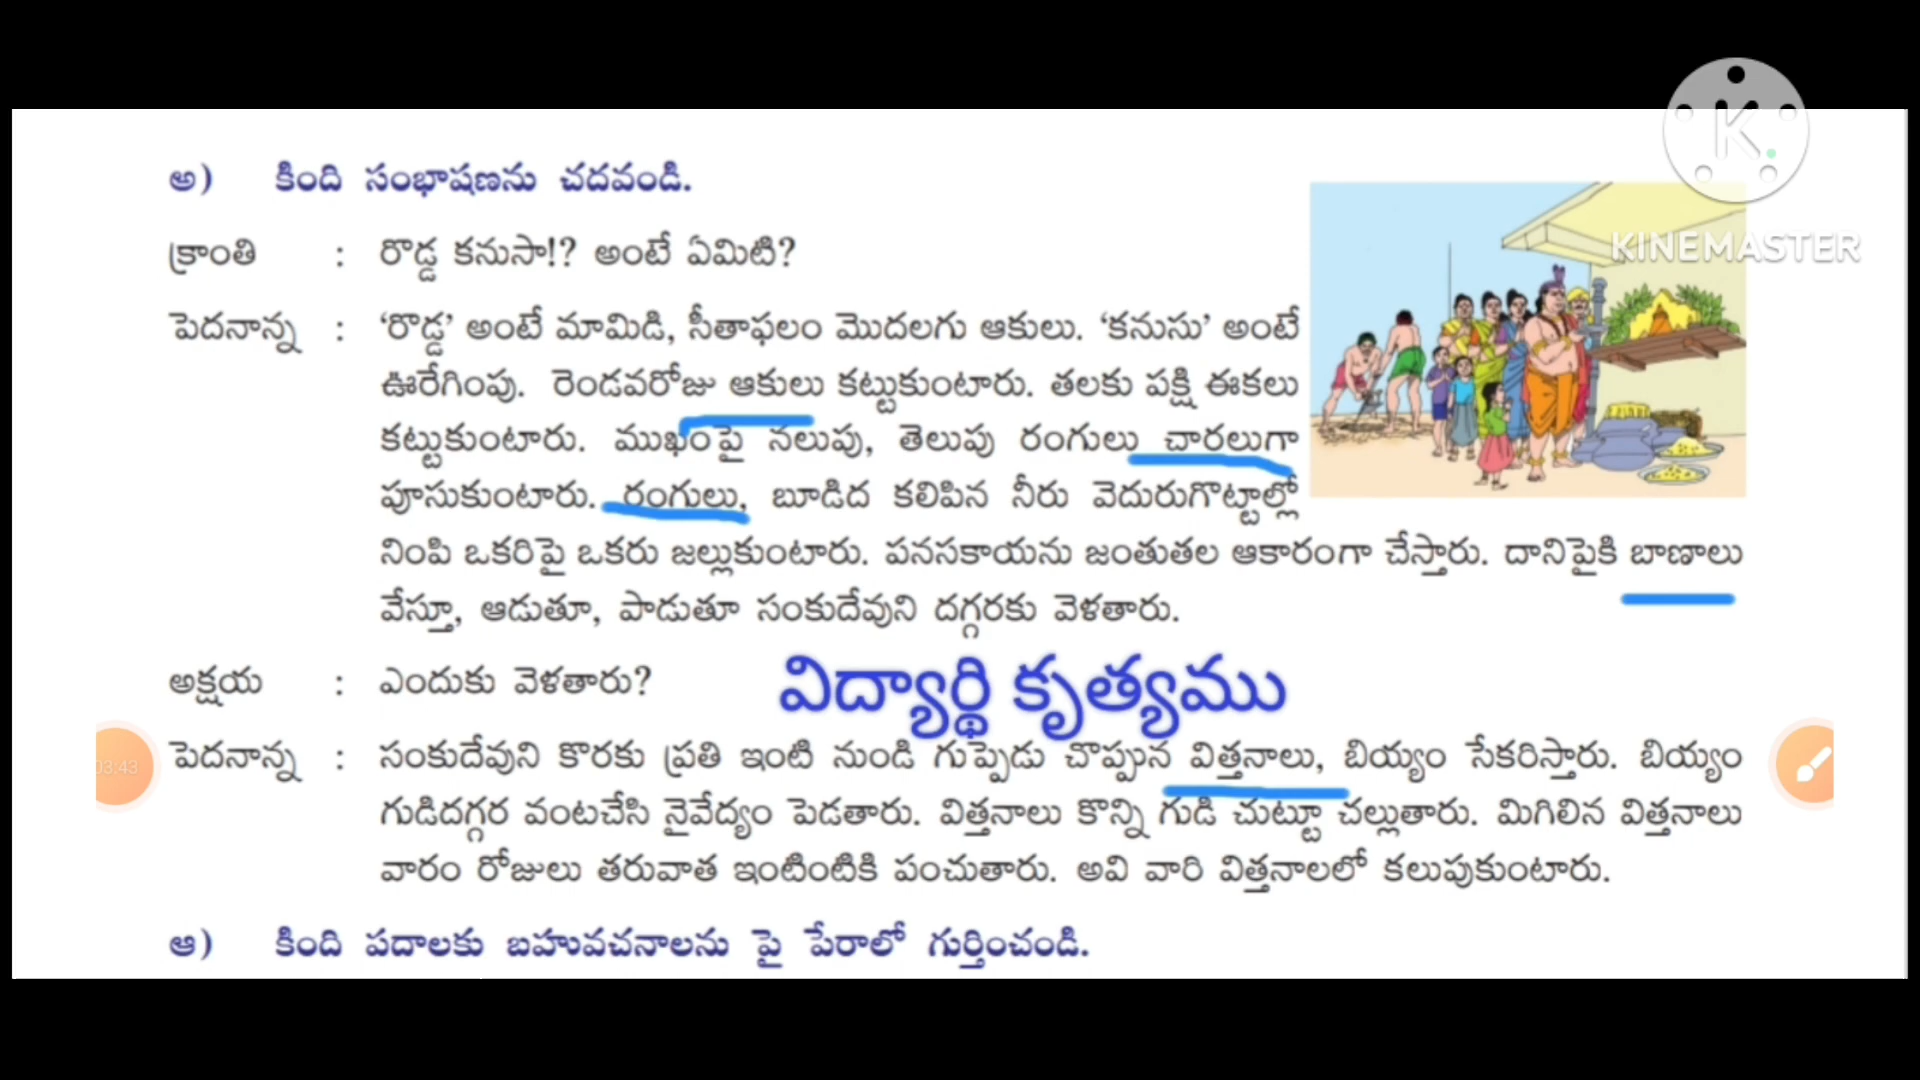 KINEMASTER
అ) కింది సంభాషణను చదవండి.
క్రాంతి : రొడ్డ కనుసా!? అంటే ఏమిటి?
పెదనాన్న : ‘రొడ్డ’ అంటే మామిడి, సీతాఫలం మొదలగు ఆకులు. ‘కనుసు’ అంటే
ఊరేగింపు. రెండవరోజు ఆకులు కట్టుకుంటారు. తలకు పక్షి ఈకలు
కట్టుకుంటారు. ముఖంపై నలుపు, తెలుపు రంగులు చారలుగా
పూసుకుంటారు. రంగులు, బూడిద కలిపిన నీరు వెదురుగొట్టాల్లో
నింపి ఒకరిపై ఒకరు జల్లుకుంటారు. పనసకాయను జంతుతల ఆకారంగా చేస్తారు. దానిపైకి బాణాలు
వేస్తూ, ఆడుతూ, పాడుతూ సంకుదేవుని దగ్గరకు వెళతారు.
అక్షయ : ఎందుకు వెళతారు?
విద్యార్థి కృత్యము
పెదనాన్న : సంకుదేవుని కొరకు ప్రతి ఇంటి నుండి గుప్పెడు చొప్పున విత్తనాలు, బియ్యం సేకరిస్తారు. బియ్యం
గుడిదగ్గర వంటచేసి నైవేద్యం పెడతారు. విత్తనాలు కొన్ని గుడి చుట్టూ చల్లుతారు. మిగిలిన విత్తనాలు
వారం రోజులు తరువాత ఇంటింటికి పంచుతారు. అవి వారి విత్తనాలలో కలుపుకుంటారు.
ఆ) కింది పదాలకు బహువచనాలను పై పేరాలో గుర్తించండి.
03:43